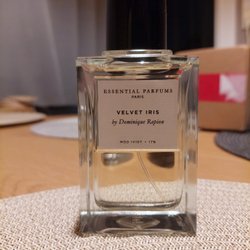 ESSENTIAL PARFUMS
PARIS
VELVET IRIS
by Dominique Ropion